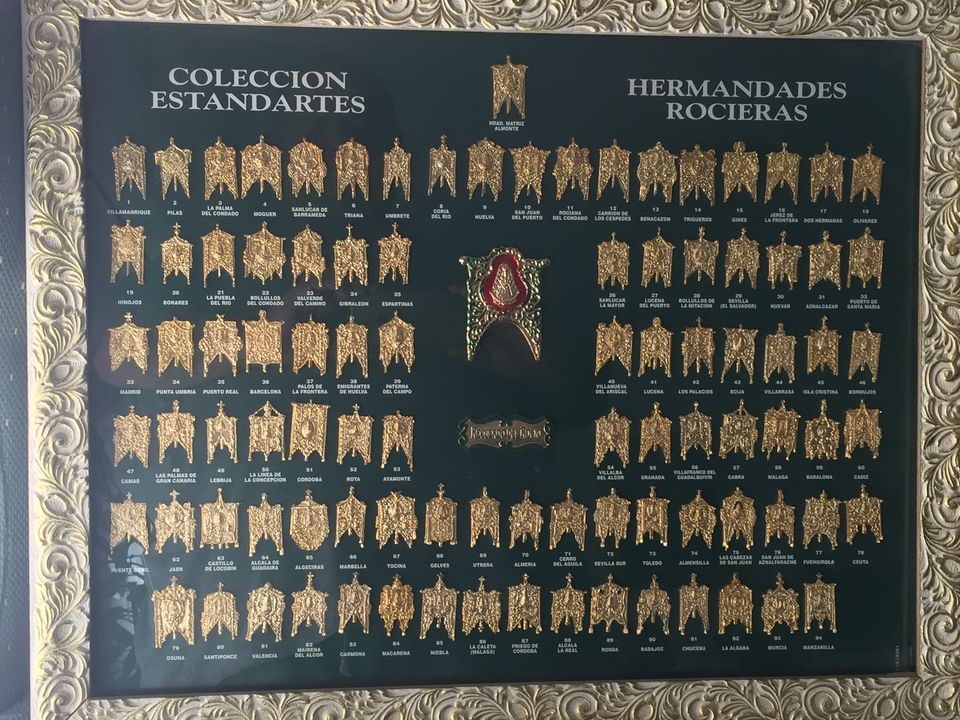 COLECCION
ESTANDARTES
HERMANDADES
ROCIERAS
HDAD. MATRIZ
ALMONTE
1
VILLAMANRIQUE
2
PILAS
3
LA PALMA
DEL CONDADO
4
MOGUER
5
SANLUCAR DE
BARRAMEDA
6
TRIANA
7
UMBRETE
8
CORIA
DEL RIO
9
HUELVA
10
SAN JUAN
DEL PUERTO
11
ROCIANA
DEL CONDADO
12
CARRION DE
LOS CESPEDES
13
BENACAZON
14
TRIGUEROS
15
GINES
16
JEREZ DE
LA FRONTERA
17
DOS HERMANAS
18
OLIVARES
19
HINOJOS
20
BONARES
21
LA PUEBLA
DEL RIO
22
BOLLULLOS
DEL CONDADO
23
VALVERDE
DEL CAMINO
24
GIBRALEON
25
ESPARTINAS
26
SANLUCAR
LA MAYOR
27
LUCENA
DEL PUERTO
28
BOLLULLOS DE
LA MITACION
29
SEVILLA
(EL SALVADOR)
30
HUEVAR
31
AZNALCAZAR
32
PUERTO DE
SANTA MARIA
33
MADRID
34
PUNTA UMBRIA
35
PUERTO REAL
36
BARCELONA
37
PALOS DE
LA FRONTERA
38
EMIGRANTES
DE HUELVA
39
PATERNA
DEL CAMPO
40
VILLANUEVA
DEL ARISCAL
41
LUCENA
42
LOS PALACIOS
43
ECIJA
44
VILLARRASA
45
ISLA CRISTINA
46
BORMUJOS
47
CAMAS
48
LAS PALMAS DE
GRAN CANARIA
49
LEBRIJA
50
LA LINEA DE
LA CONCEPCION
51
CORDOBA
52
ROTA
53
AYAMONTE
54
VILLALBA
DEL ALCOR
55
GRANADA
56
VILLAFRANCO DEL
GUADALQUIVIR
57
CABRA
58
MALAGA
59
BADALONA
60
CADIZ
61
PUENTE GENIL
62
JAEN
63
CASTILLO
DE LOCOBIN
64
ALCALA DE
GUADAIRA
65
ALGECIRAS
66
MARBELLA
67
TOCINA
68
GELVES
69
UTRERA
70
ALMERIA
71
CERRO
DEL AGUILA
72
SEVILLA SUR
73
TOLEDO
74
ALMENSILLA
75
LAS CABEZAS
DE SAN JUAN
76
SAN JUAN DE
AZNALFARACHE
77
FUENGIROLA
78
CEUTA
79
OSUNA
80
SANTIPONCE
81
VALENCIA
82
MAIRENA
DEL ALCOR
83
CARMONA
84
MACARENA
85
NIEBLA
86
LA CALETA
(MALAGA)
87
PRIEGO DE
CORDOBA
88
ALCALA
LA REAL
89
RONDA
90
BADAJOZ
91
CHUCENA
92
LA ALGABA
93
MURCIA
94
MANZANILLA